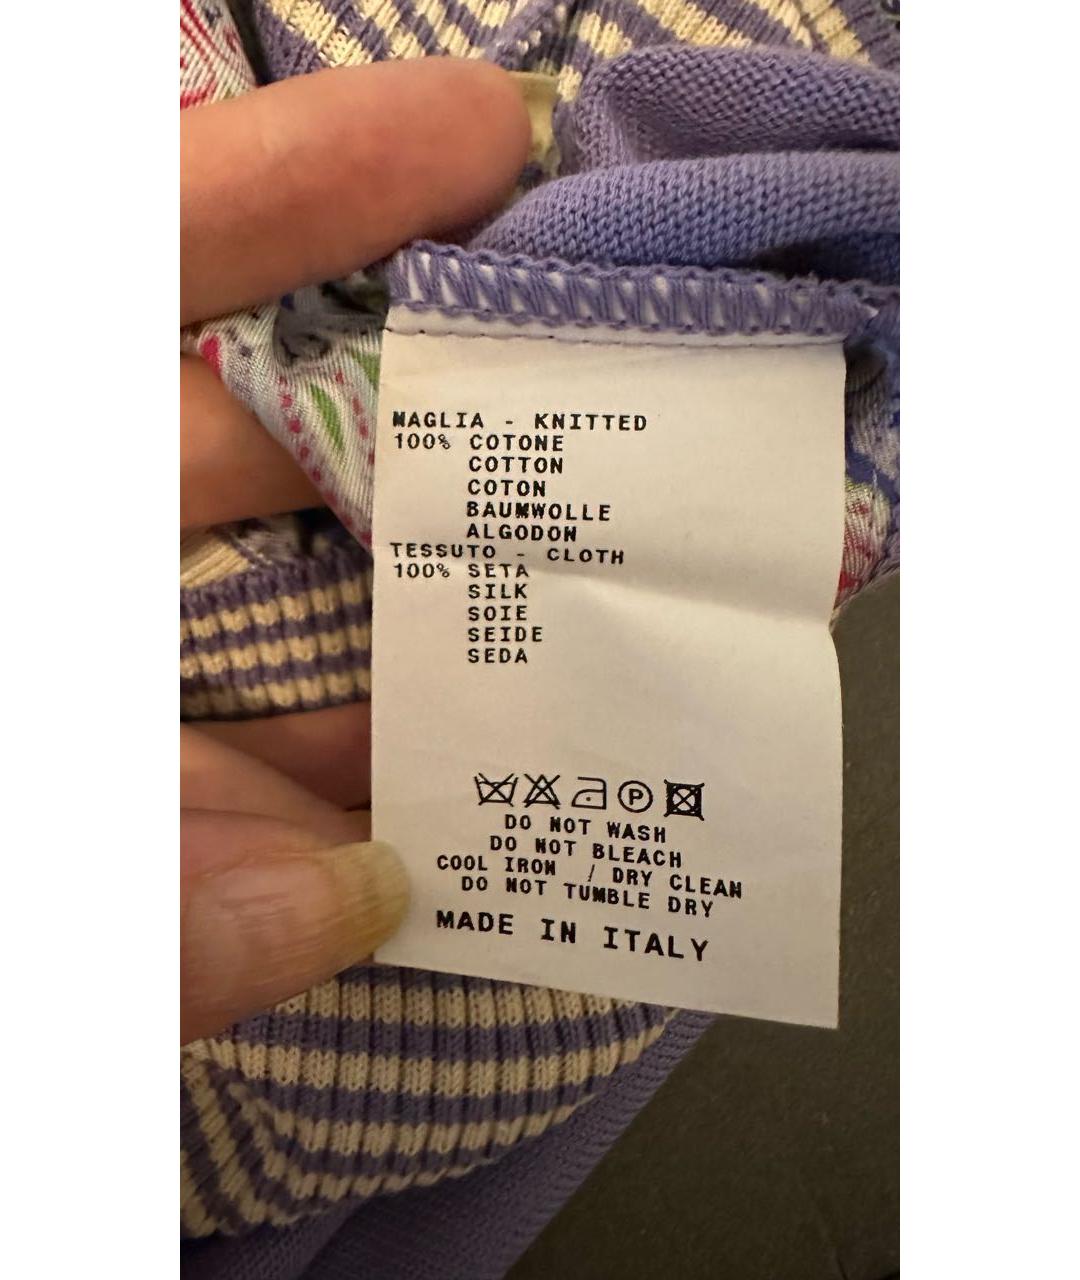 MAGLIA - KNITTED
100% COTONE
COTTON
COTON
BAUMWOLLE
ALGODON
TESSUTO - CLOTH
100% SETA
SILK
SOIE
SEIDE
SEDA
P
DO NOT WASH
DO NOT BLEACH
COOL IRON / DRY CLEAN
DO NOT TUMBLE DRY
MADE IN ITALY